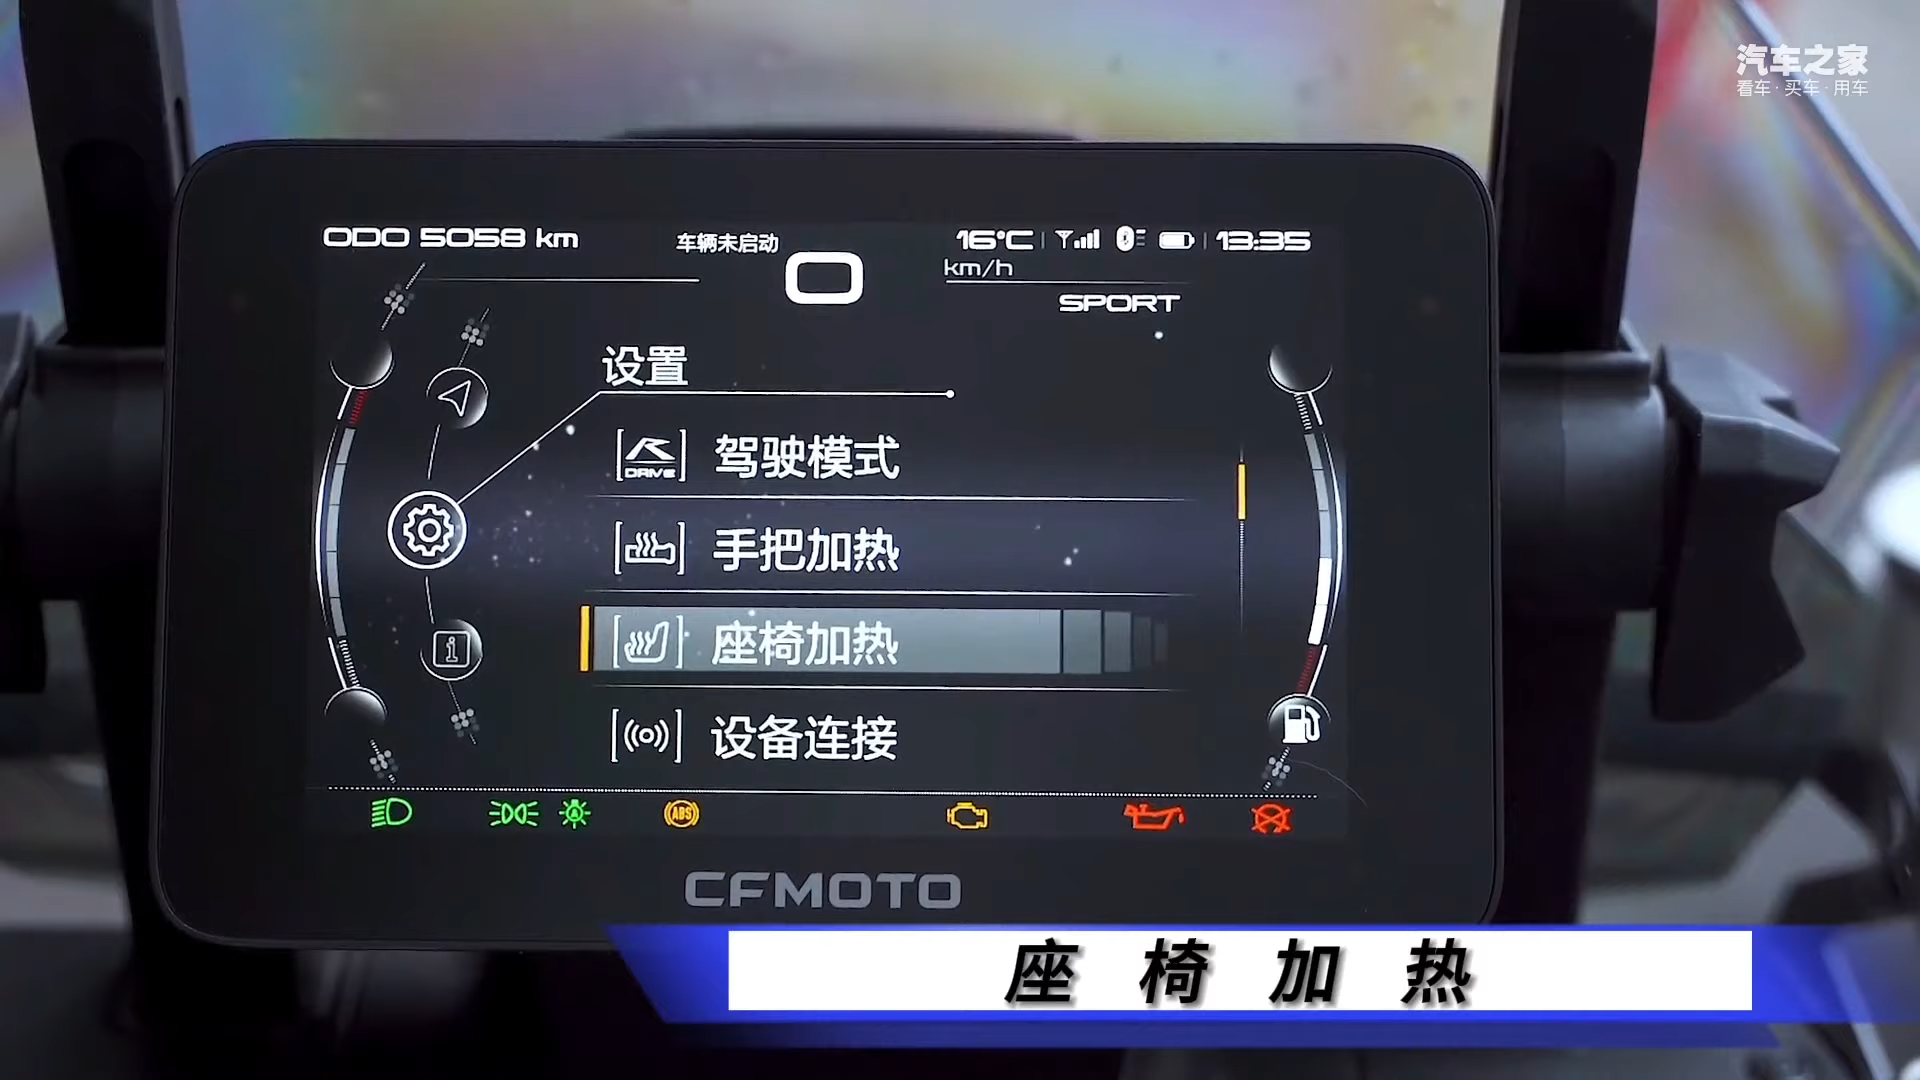 汽车之家
看车·买车·用车
ODO 5058 km
车辆未启动
0
km/h
16°C
13:35
SPORT
设置
DRIVE
驾驶模式
手把加热
座椅加热
设备连接
ABS
CFMOTO
座椅加热